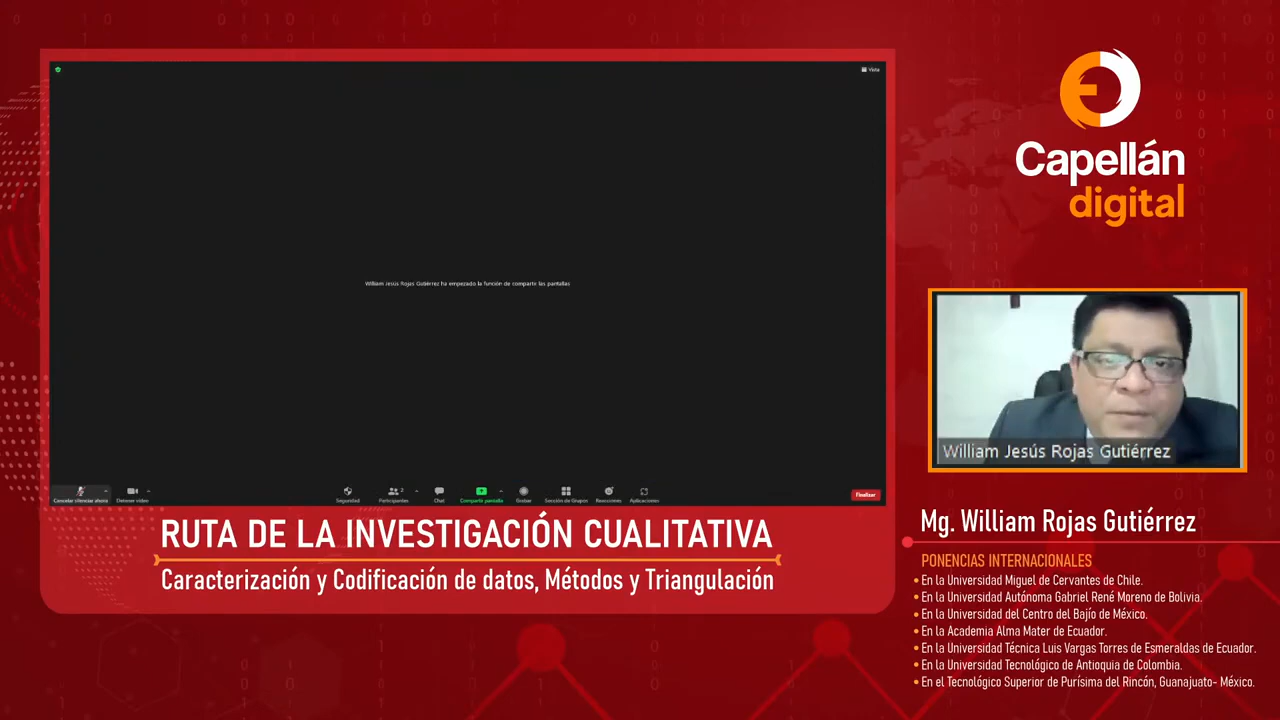 Vista
William Jesús Rojas Gutiérrez ha empezado la función de compartir las pantallas
Cancelar silenciar ahora
Detener video
Seguridad
Participantes
2
Chat
Compartir pantalla
Grabar
Sección de Grupos
Reacciones
Aplicaciones
Finalizar
RUTA DE LA INVESTIGACIÓN CUALITATIVA
Caracterización y Codificación de datos, Métodos y Triangulación
Capellán
digital
William Jesús Rojas Gutiérrez
Mg. William Rojas Gutiérrez
PONENCIAS INTERNACIONALES
• En la Universidad Miguel de Cervantes de Chile.
• En la Universidad Autónoma Gabriel René Moreno de Bolivia.
• En la Universidad del Centro del Bajío de México.
• En la Academia Alma Mater de Ecuador.
• En la Universidad Técnica Luis Vargas Torres de Esmeraldas de Ecuador.
• En la Universidad Tecnológico de Antioquia de Colombia.
• En el Tecnológico Superior de Purísima del Rincón, Guanajuato- México.